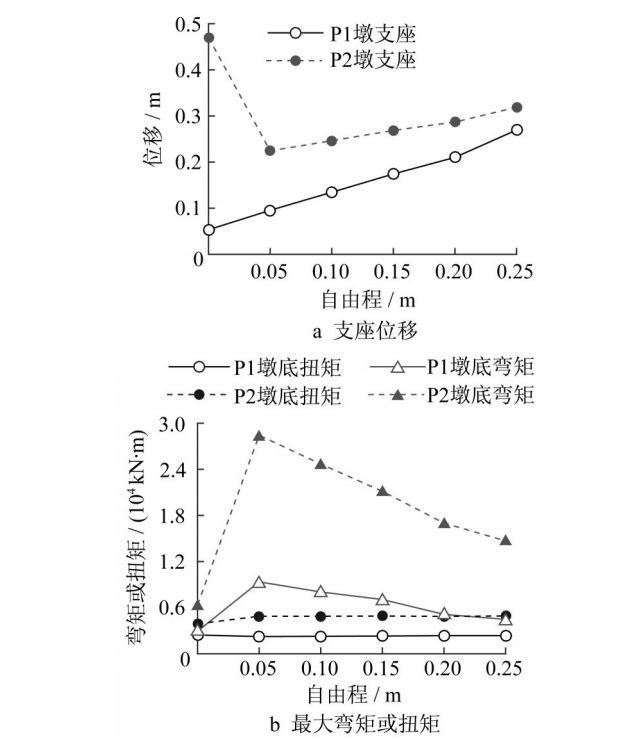 P1墩支座
P2墩支座
位移 / m
0.5
0.4
0.3
0.2
0.1
0
0.05 0.10 0.15 0.20 0.25
自由程 / m
a 支座位移
P1墩底扭矩 P1墩底弯矩
P2墩底扭矩 P2墩底弯矩
弯矩或扭矩 / (10⁴kN·m)
3.0
2.4
1.8
1.2
0.6
0
0.05 0.10 0.15 0.20 0.25
自由程 / m
b 最大弯矩或扭矩